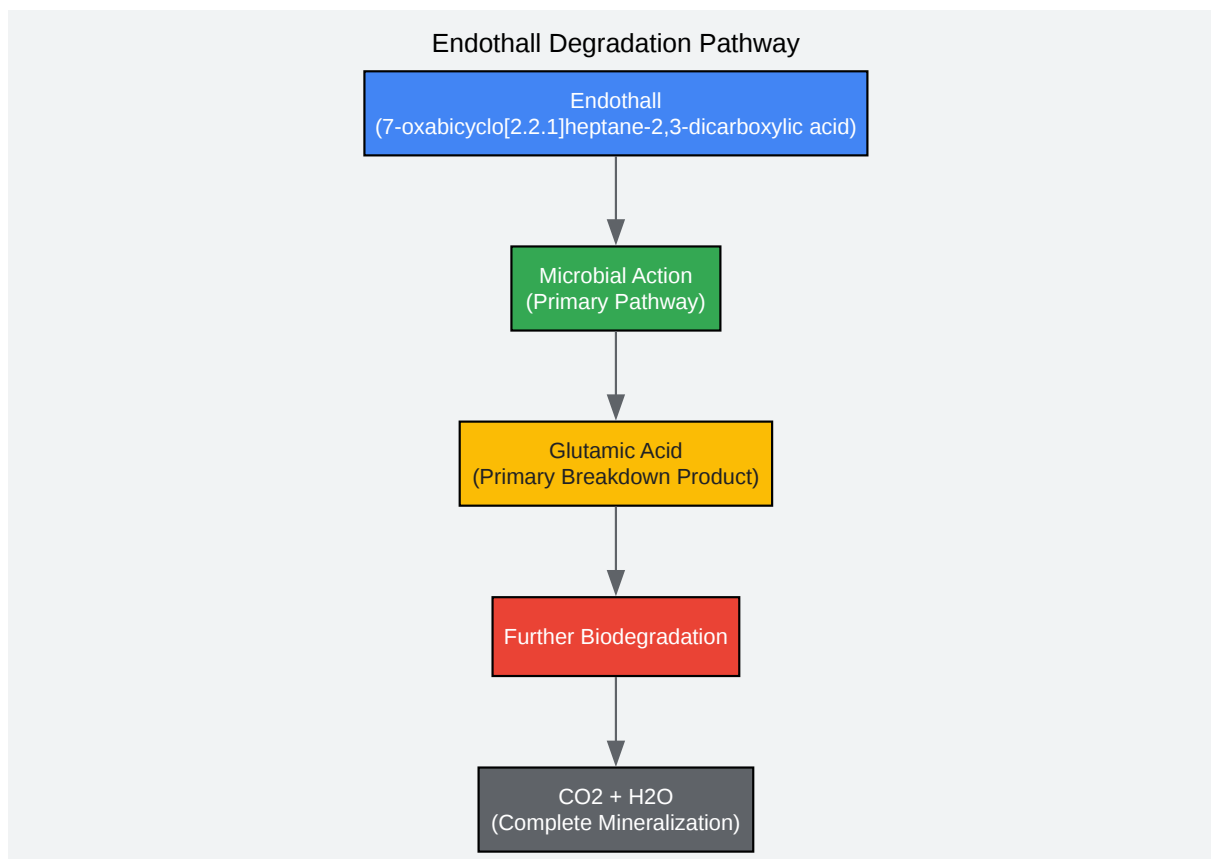 Endothall Degradation Pathway
Endothall
(7-oxabicyclo[2.2.1]heptane-2,3-dicarboxylic acid)
Microbial Action
(Primary Pathway)
Glutamic Acid
(Primary Breakdown Product)
Further Biodegradation
CO2 + H2O
(Complete Mineralization)